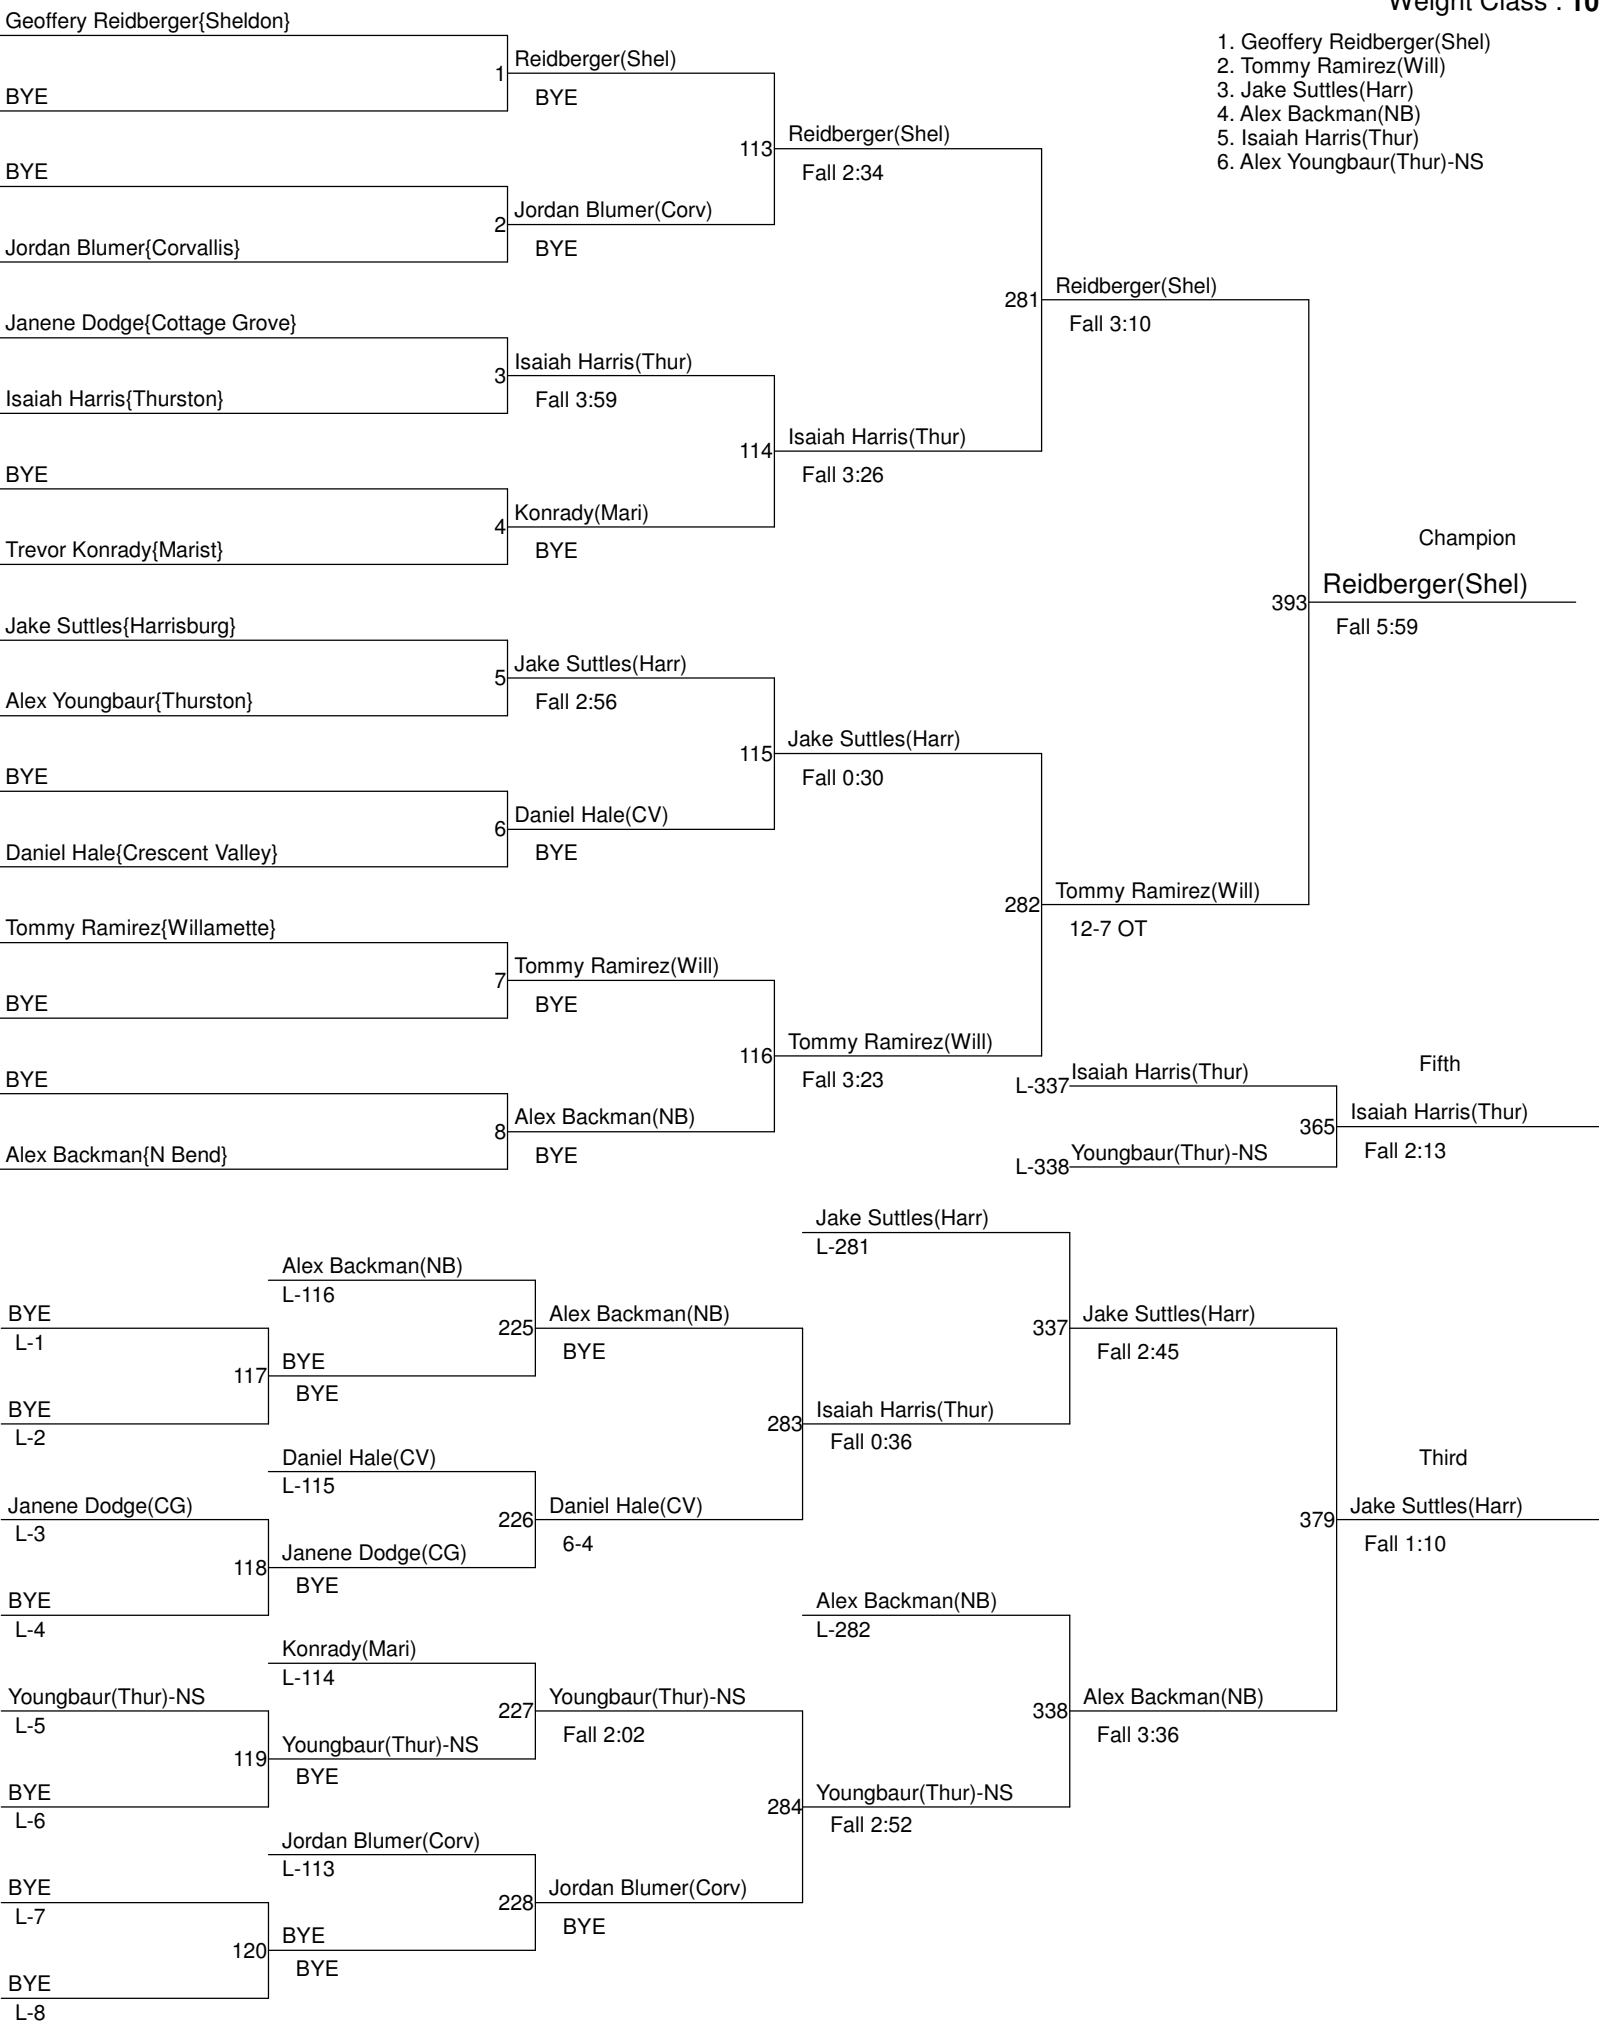 Weight Class : 10
Geoffery Reidberger{Sheldon}
1. Geoffery Reidberger(Shel)
2. Tommy Ramirez(Will)
3. Jake Suttles(Harr)
4. Alex Backman(NB)
5. Isaiah Harris(Thur)
6. Alex Youngbaur(Thur)-NS
1
Reidberger(Shel)
BYE
BYE
113
Reidberger(Shel)
Fall 2:34
BYE
2
Jordan Blumer(Corv)
BYE
Jordan Blumer{Corvallis}
281
Reidberger(Shel)
Fall 3:10
Janene Dodge{Cottage Grove}
3
Isaiah Harris(Thur)
Fall 3:59
Isaiah Harris{Thurston}
114
Isaiah Harris(Thur)
Fall 3:26
BYE
4
Konrady(Mari)
BYE
Trevor Konrady{Marist}
Champion
393
Reidberger(Shel)
Fall 5:59
Jake Suttles{Harrisburg}
5
Jake Suttles(Harr)
Fall 2:56
Alex Youngbaur{Thurston}
115
Jake Suttles(Harr)
Fall 0:30
BYE
6
Daniel Hale(CV)
BYE
Daniel Hale{Crescent Valley}
282
Tommy Ramirez(Will)
12-7 OT
Tommy Ramirez{Willamette}
7
Tommy Ramirez(Will)
BYE
BYE
116
Tommy Ramirez(Will)
Fall 3:23
BYE
8
Alex Backman(NB)
BYE
Alex Backman{N Bend}
L-337
Isaiah Harris(Thur)
Fifth
365
Isaiah Harris(Thur)
Fall 2:13
L-338
Youngbaur(Thur)-NS
Jake Suttles(Harr)
L-281
Alex Backman(NB)
L-116
BYE
L-1
225
Alex Backman(NB)
BYE
337
Jake Suttles(Harr)
Fall 2:45
117
BYE
BYE
BYE
L-2
283
Isaiah Harris(Thur)
Fall 0:36
Daniel Hale(CV)
L-115
Third
Janene Dodge(CG)
L-3
226
Daniel Hale(CV)
6-4
379
Jake Suttles(Harr)
Fall 1:10
118
Janene Dodge(CG)
BYE
BYE
L-4
Alex Backman(NB)
L-282
Konrady(Mari)
L-114
Youngbaur(Thur)-NS
L-5
227
Youngbaur(Thur)-NS
Fall 2:02
338
Alex Backman(NB)
Fall 3:36
119
Youngbaur(Thur)-NS
BYE
BYE
L-6
284
Youngbaur(Thur)-NS
Fall 2:52
Jordan Blumer(Corv)
L-113
BYE
L-7
228
Jordan Blumer(Corv)
BYE
120
BYE
BYE
BYE
L-8